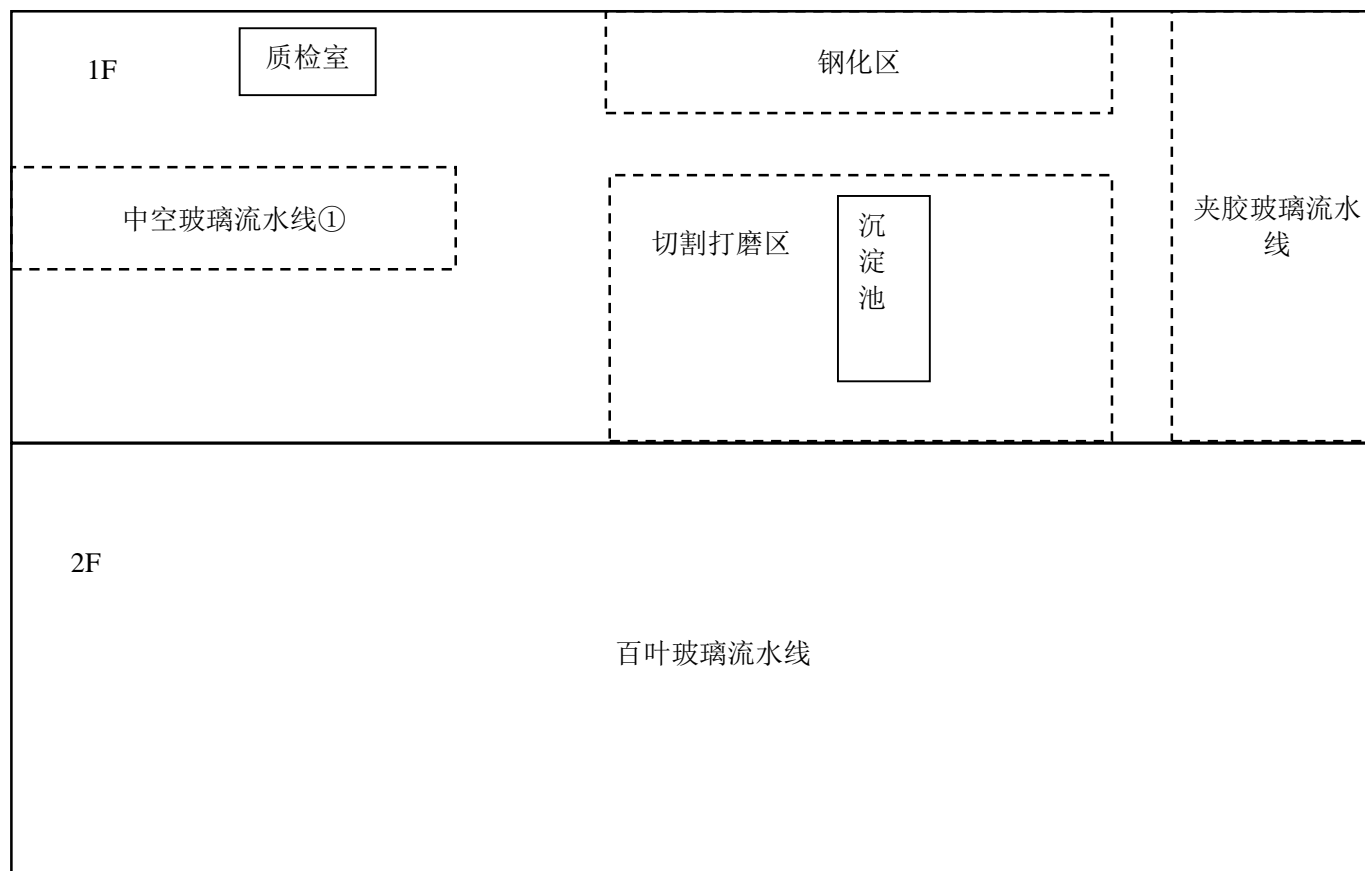 1F
质检室
钢化区
中空玻璃流水线①
切割打磨区
沉
淀
池
夹胶玻璃流水
线
2F
百叶玻璃流水线